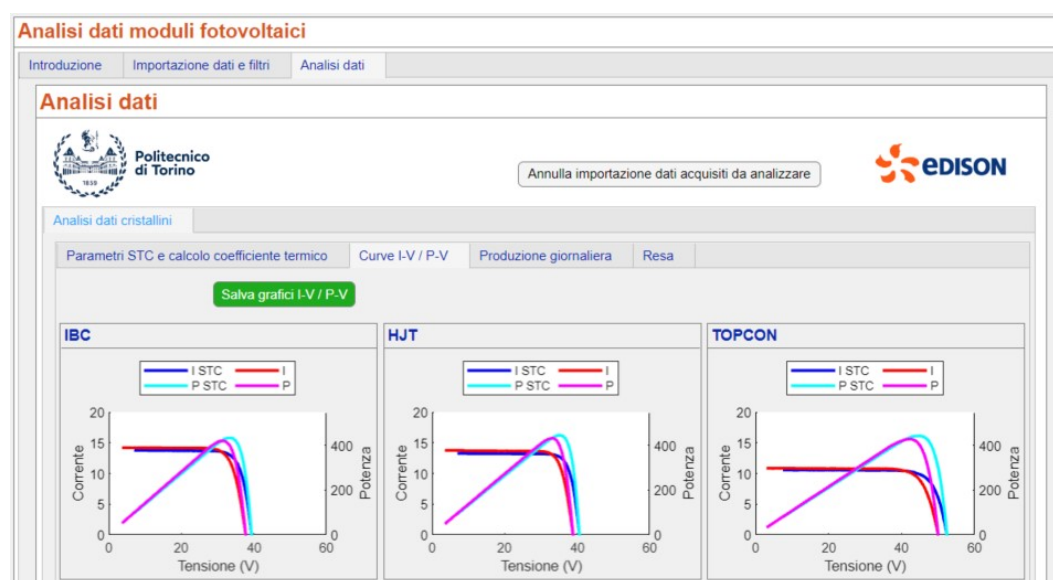 Analisi dati moduli fotovoltaici
Introduzione Importazione dati e filtri Analisi dati
Analisi dati
1859
Politecnico
di Torino
Annulla importazione dati acquisiti da analizzare
EDISON
Analisi dati cristallini
Parametri STC e calcolo coefficiente termico Curve I-V / P-V Produzione giornaliera Resa
Salva grafici I-V / P-V
IBC
I STC I
P STC P
20
15
10
5
0
Corrente
400
200
0
Potenza
0 20 40 60
Tensione (V)
HJT
I STC I
P STC P
20
15
10
5
0
Corrente
400
200
0
Potenza
0 20 40 60
Tensione (V)
TOPCON
I STC I
P STC P
20
15
10
5
0
Corrente
400
200
0
Potenza
0 20 40 60
Tensione (V)